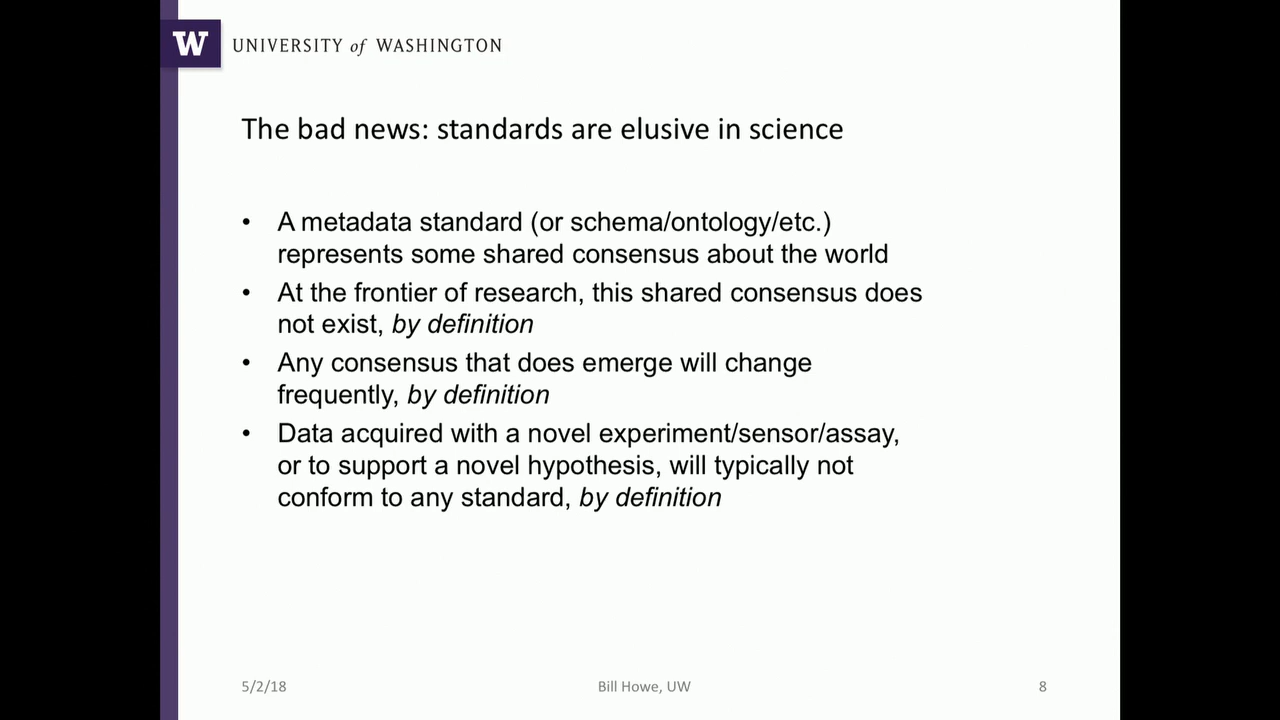 W
UNIVERSITY of WASHINGTON
The bad news: standards are elusive in science
• A metadata standard (or schema/ontology/etc.)
represents some shared consensus about the world
• At the frontier of research, this shared consensus does
not exist, by definition
• Any consensus that does emerge will change
frequently, by definition
• Data acquired with a novel experiment/sensor/assay,
or to support a novel hypothesis, will typically not
conform to any standard, by definition
5/2/18
Bill Howe, UW
8